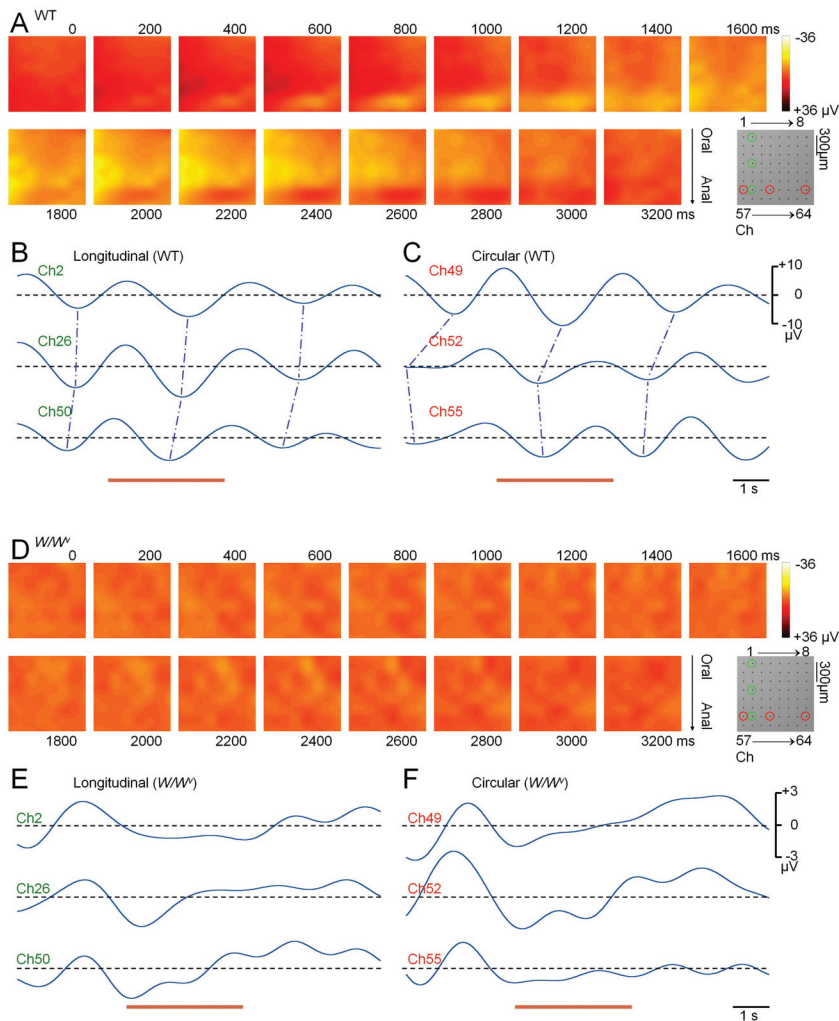 A WT
0 200 400 600 800 1000 1200 1400 1600 ms
-36
+36 µV
1800 2000 2200 2400 2600 2800 3000 3200 ms
Oral
Anal
1 8
300µm
57 64
Ch
B Longitudinal (WT)
Ch2
Ch26
Ch50
C Circular (WT)
Ch49
Ch52
Ch55
+10
0
-10
µV
1 s
D W/Wᵛ
0 200 400 600 800 1000 1200 1400 1600 ms
-36
+36 µV
1800 2000 2200 2400 2600 2800 3000 3200 ms
Oral
Anal
1 8
300µm
57 64
Ch
E Longitudinal (W/Wᵛ)
Ch2
Ch26
Ch50
F Circular (W/Wᵛ)
Ch49
Ch52
Ch55
+3
0
-3
µV
1 s